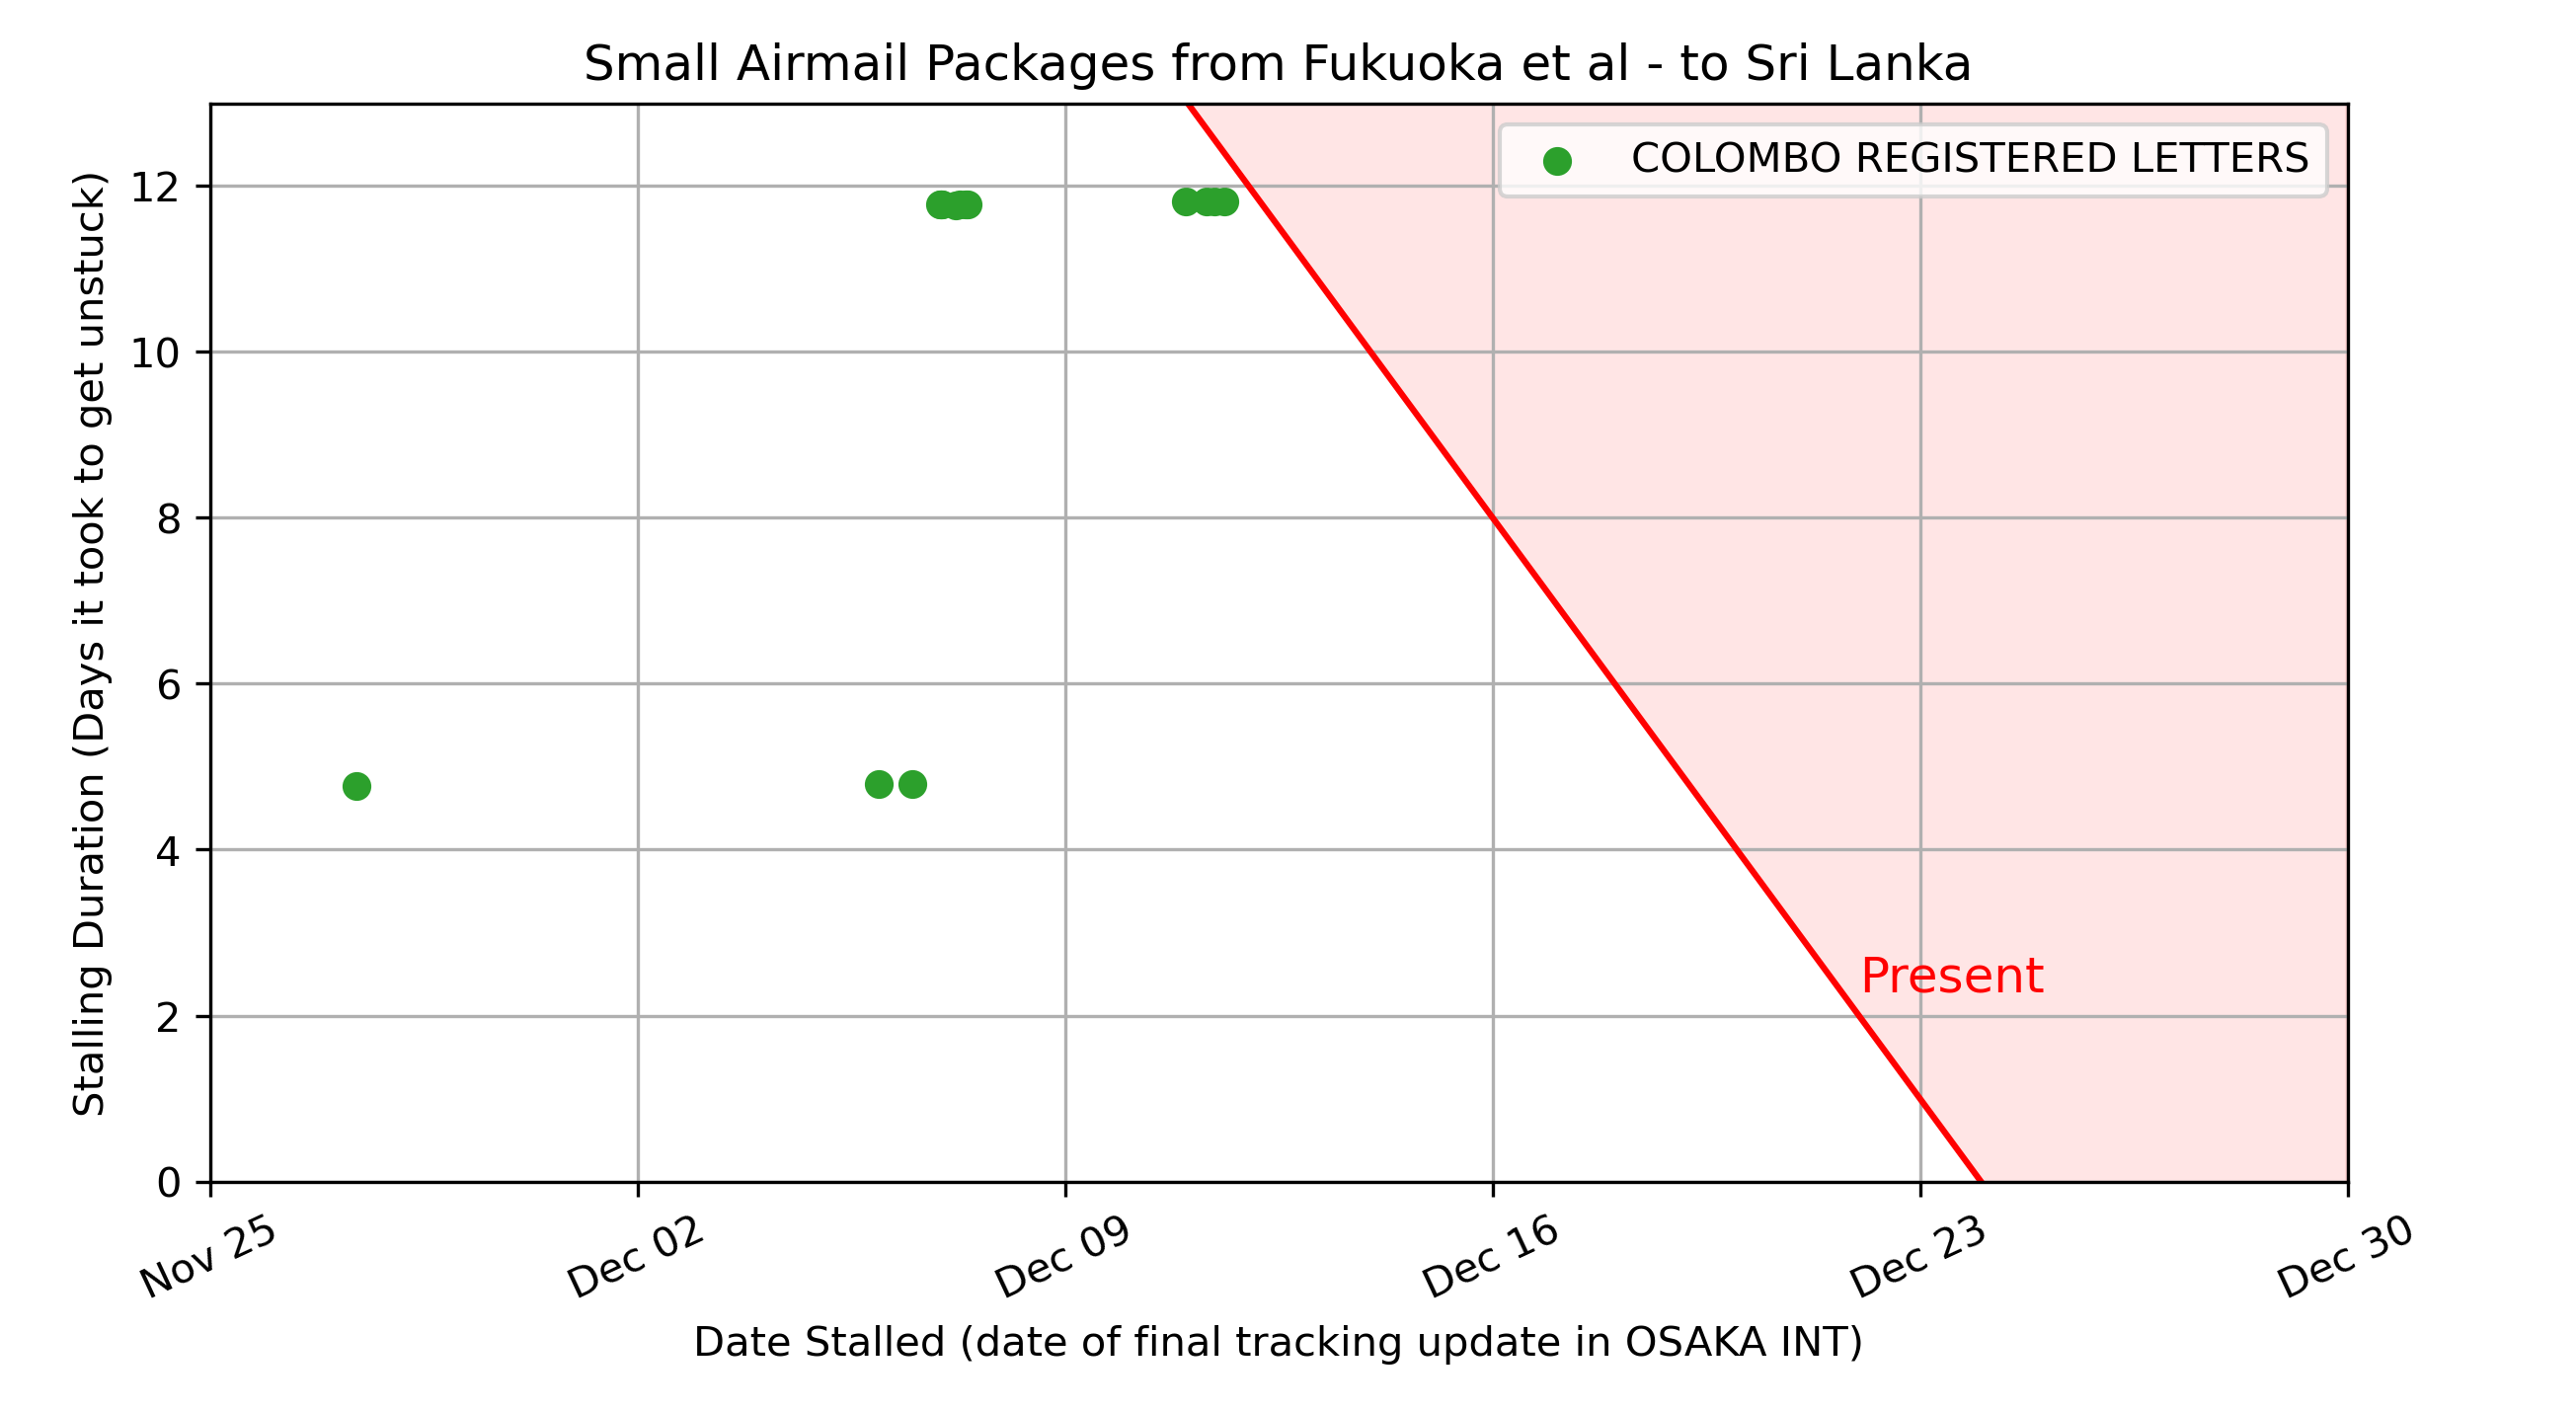 Small Airmail Packages from Fukuoka et al - to Sri Lanka
COLOMBO REGISTERED LETTERS
Stalling Duration (Days it took to get unstuck)
12
10
8
6
4
2
0
Present
Nov 25
Dec 02
Dec 09
Dec 16
Dec 23
Dec 30
Date Stalled (date of final tracking update in OSAKA INT)